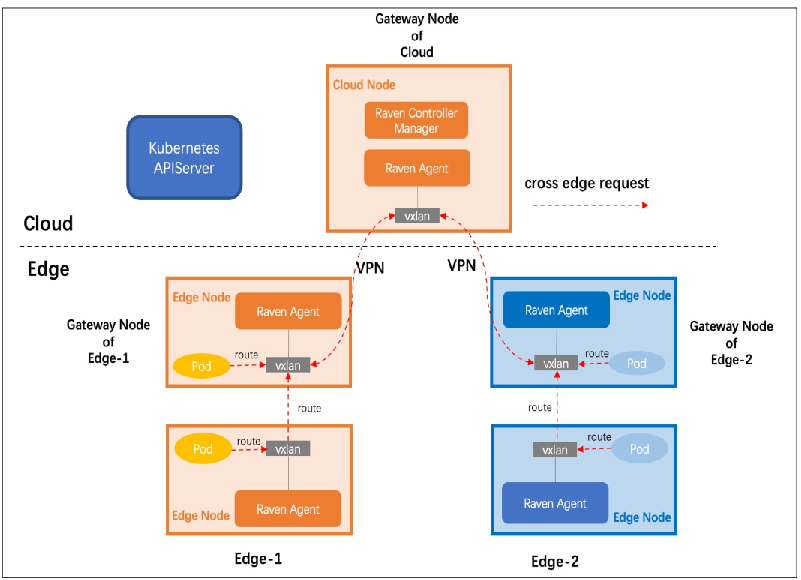 Gateway Node
of
Cloud
Cloud Node
Raven Controller
Manager
Raven Agent
vxlan
Kubernetes
APIServer
cross edge request
Cloud
Edge
VPN
VPN
Edge Node
Raven Agent
Gateway Node
of
Edge-1
Pod
route
vxlan
route
Pod
route
vxlan
Edge Node
Raven Agent
Edge-1
Raven Agent
Edge Node
Gateway Node
of
Edge-2
vxlan
route
Pod
route
vxlan
route
Pod
Raven Agent
Edge Node
Edge-2